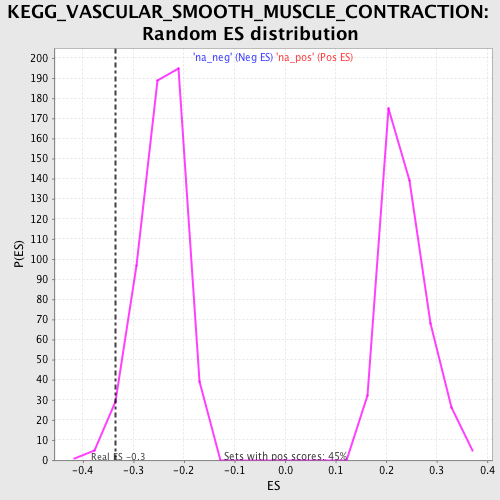 KEGG_VASCULAR_SMOOTH_MUSCLE_CONTRACTION:
Random ES distribution
'na_neg' (Neg ES) 'na_pos' (Pos ES)
200
190
180
170
160
150
140
130
120
110
100
90
80
70
60
50
40
30
20
10
0
P(ES)
Real ES -0.3
Sets with pos scores: 45%
-0.4 -0.3 -0.2 -0.1 0.0 0.1 0.2 0.3 0.4
ES